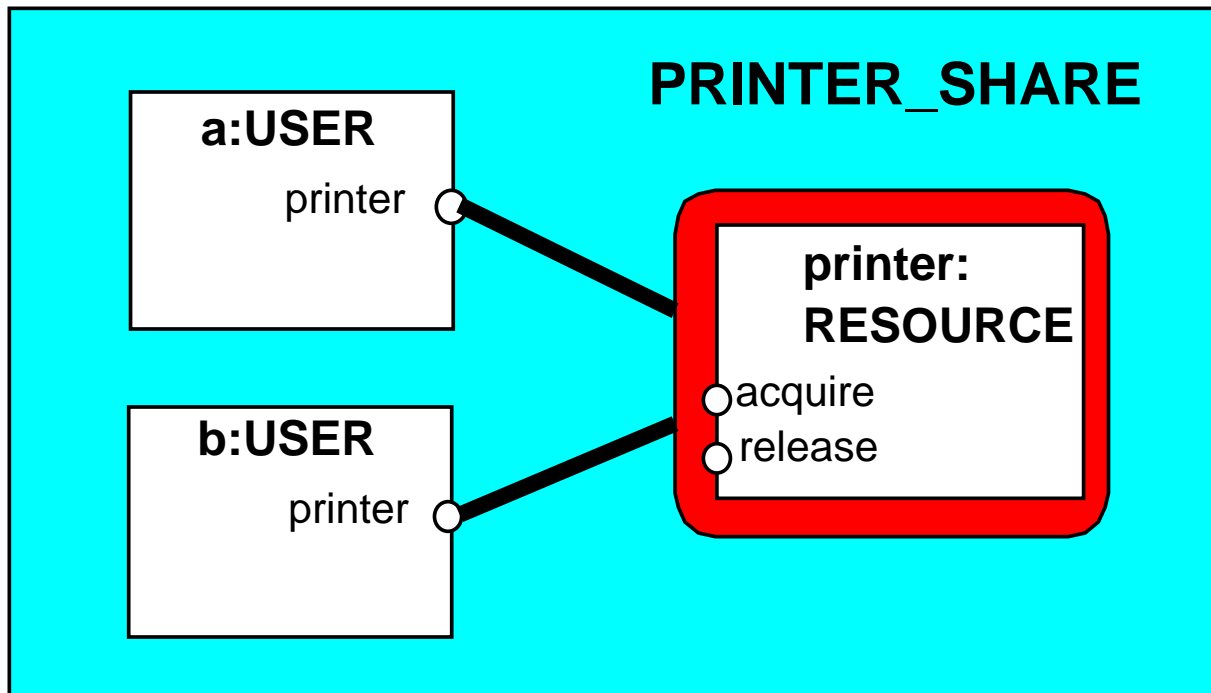 PRINTER_SHARE
a:USER
printer
b:USER
printer
printer:
RESOURCE
acquire
release